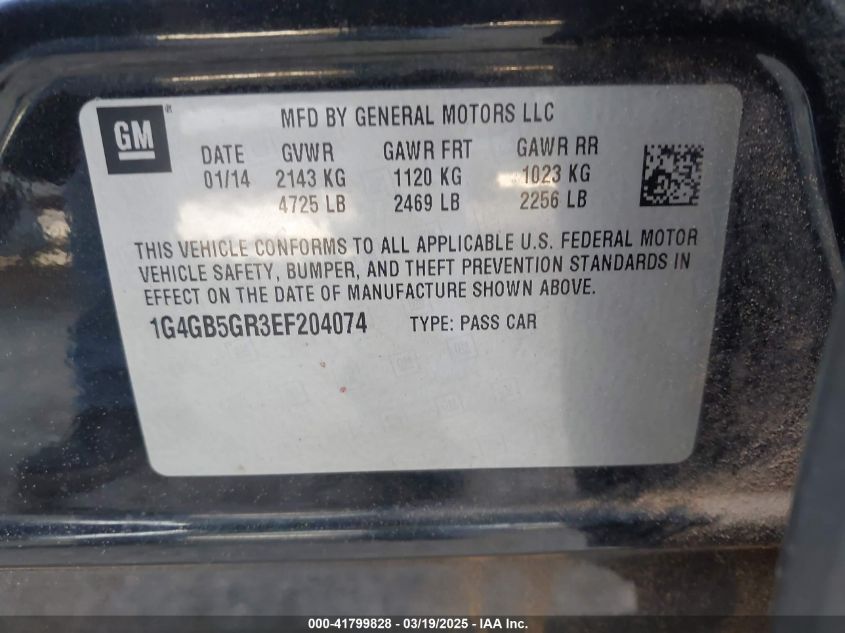 GM ®
MFD BY GENERAL MOTORS LLC
DATE GVWR GAWR FRT GAWR RR
01/14 2143 KG 1120 KG 1023 KG
4725 LB 2469 LB 2256 LB
THIS VEHICLE CONFORMS TO ALL APPLICABLE U.S. FEDERAL MOTOR
VEHICLE SAFETY, BUMPER, AND THEFT PREVENTION STANDARDS IN
EFFECT ON THE DATE OF MANUFACTURE SHOWN ABOVE.
1G4GB5GR3EF204074 TYPE: PASS CAR
000-41799828 - 03/19/2025 - IAA Inc.